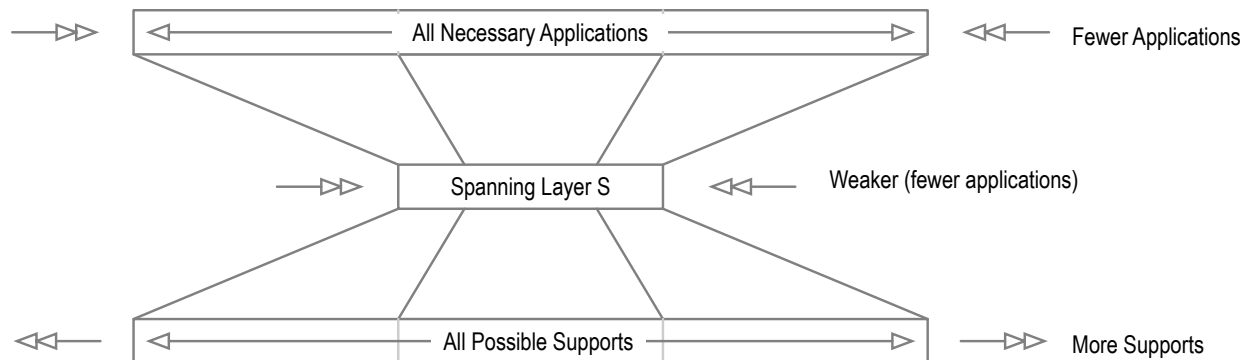 All Necessary Applications
Fewer Applications
Spanning Layer S
Weaker (fewer applications)
All Possible Supports
More Supports